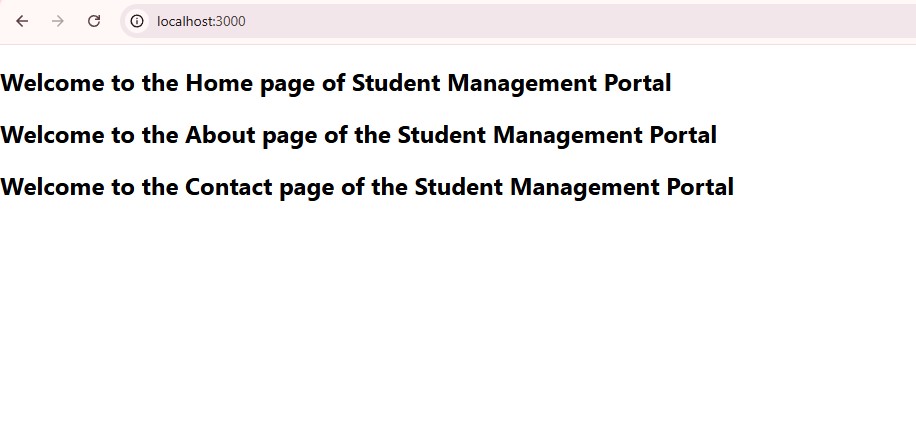 localhost:3000
Welcome to the Home page of Student Management Portal
Welcome to the About page of the Student Management Portal
Welcome to the Contact page of the Student Management Portal